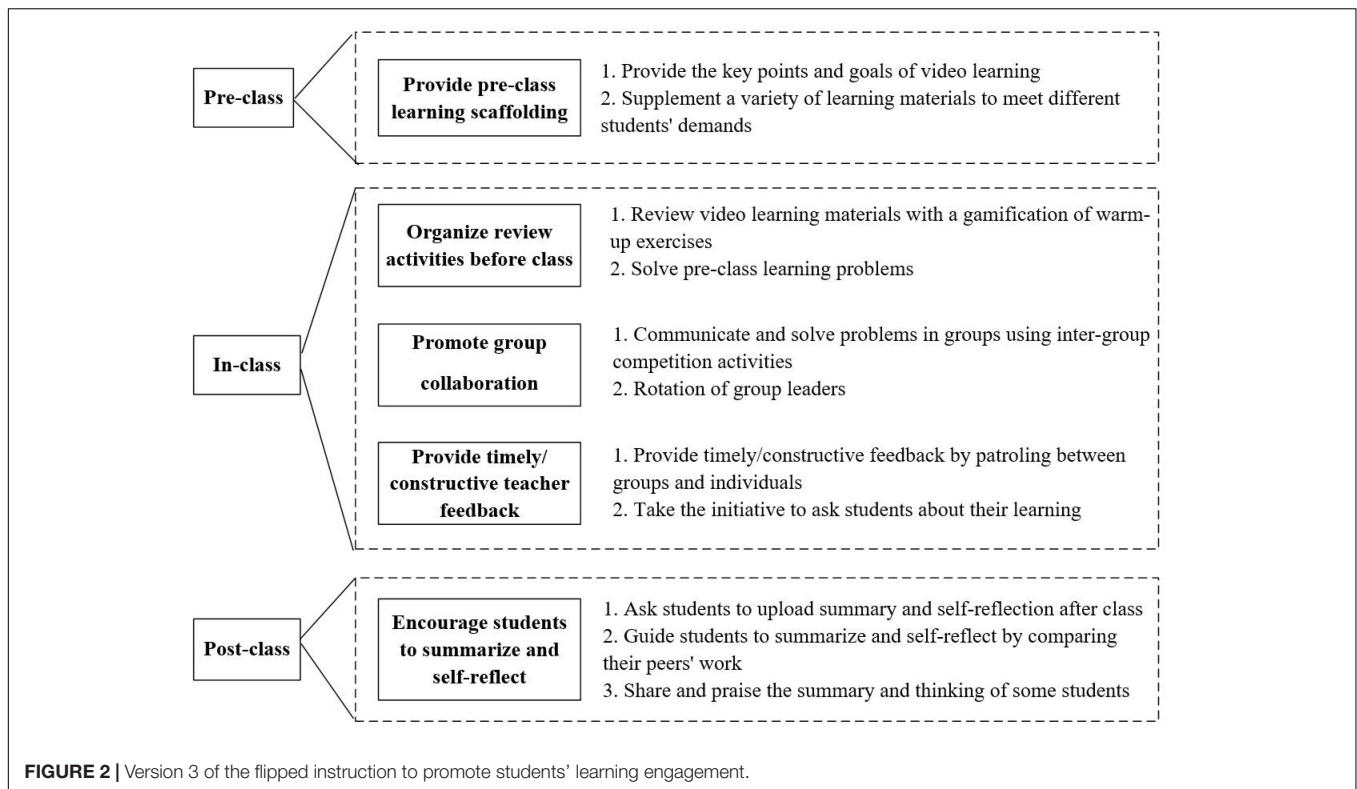 Pre-class
Provide pre-class
learning scaffolding
1. Provide the key points and goals of video learning
2. Supplement a variety of learning materials to meet different
students' demands
In-class
Organize review
activities before class
1. Review video learning materials with a gamification of warm-
up exercises
2. Solve pre-class learning problems
Promote group
collaboration
1. Communicate and solve problems in groups using inter-group
competition activities
2. Rotation of group leaders
Provide timely/
constructive teacher
feedback
1. Provide timely/constructive feedback by patroling between
groups and individuals
2. Take the initiative to ask students about their learning
Post-class
Encourage students
to summarize and
self-reflect
1. Ask students to upload summary and self-reflection after class
2. Guide students to summarize and self-reflect by comparing
their peers' work
3. Share and praise the summary and thinking of some students
FIGURE 2 | Version 3 of the flipped instruction to promote students’ learning engagement.